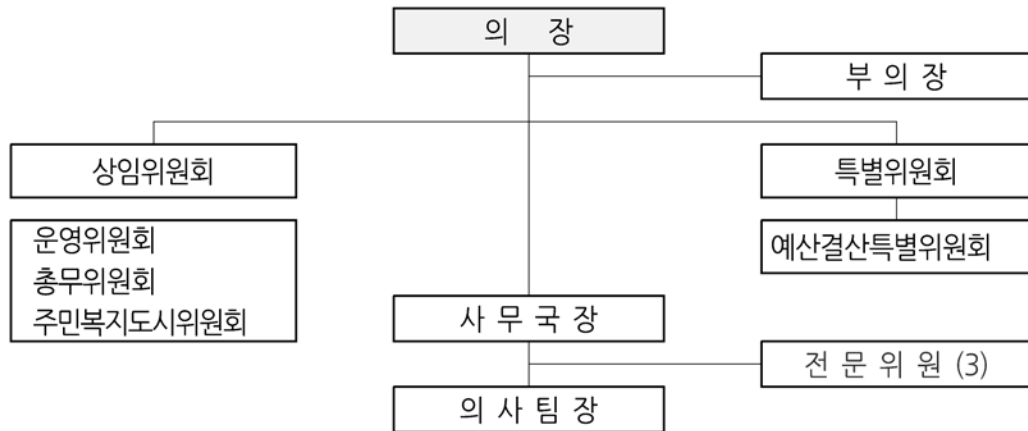 의 장
부 의 장
상임위원회
특별위원회
운영위원회
총무위원회
주민복지도시위원회
예산결산특별위원회
사 무 국 장
전 문 위 원 (3)
의 사 팀 장